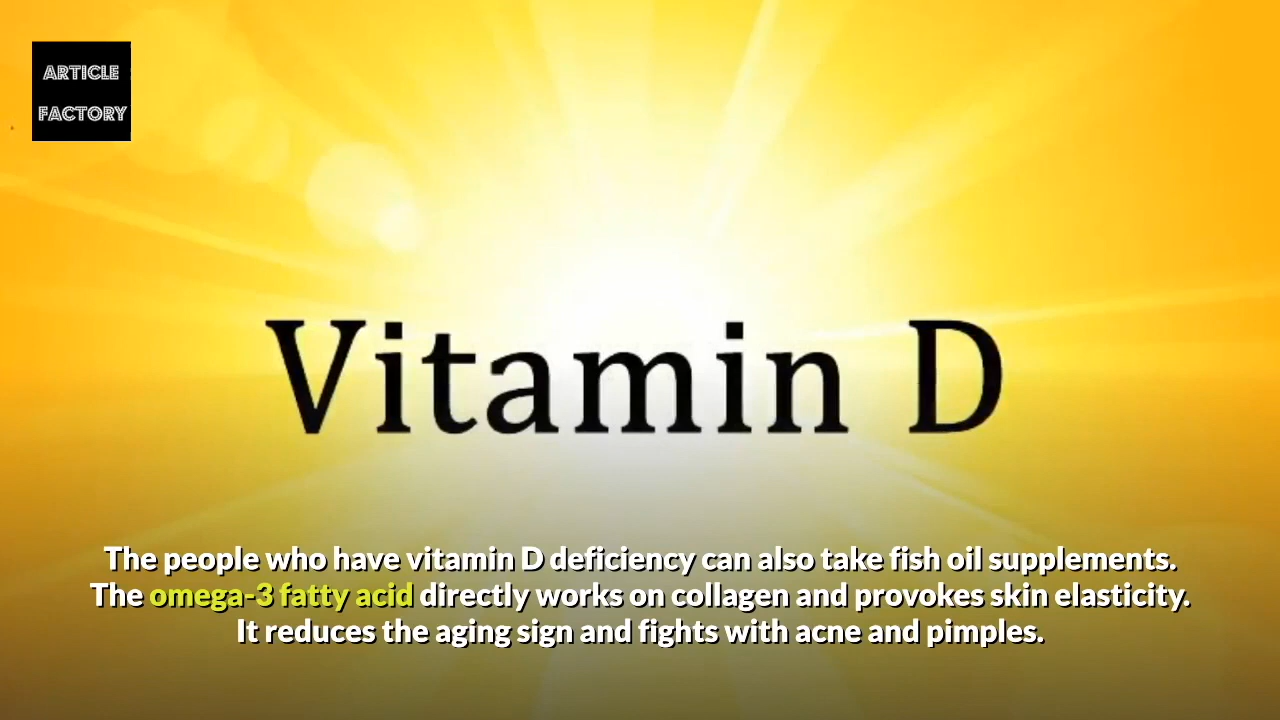 ARTICLE
FACTORY
Vitamin D
The people who have vitamin D deficiency can also take fish oil supplements.
The omega-3 fatty acid directly works on collagen and provokes skin elasticity.
It reduces the aging sign and fights with acne and pimples.